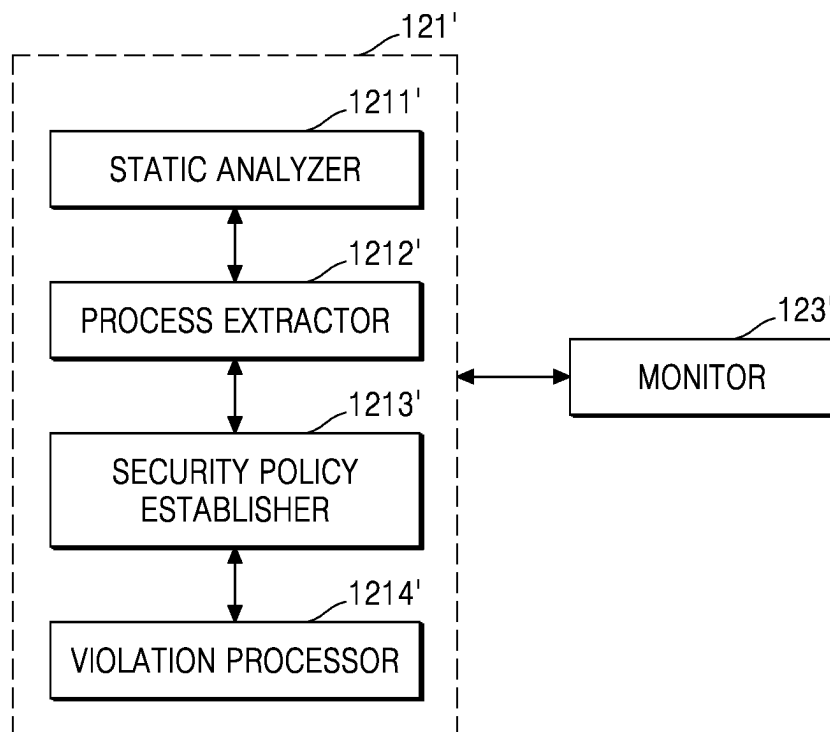 121'
1211'
STATIC ANALYZER
1212'
PROCESS EXTRACTOR
123'
MONITOR
1213'
SECURITY POLICY
ESTABLISHER
1214'
VIOLATION PROCESSOR